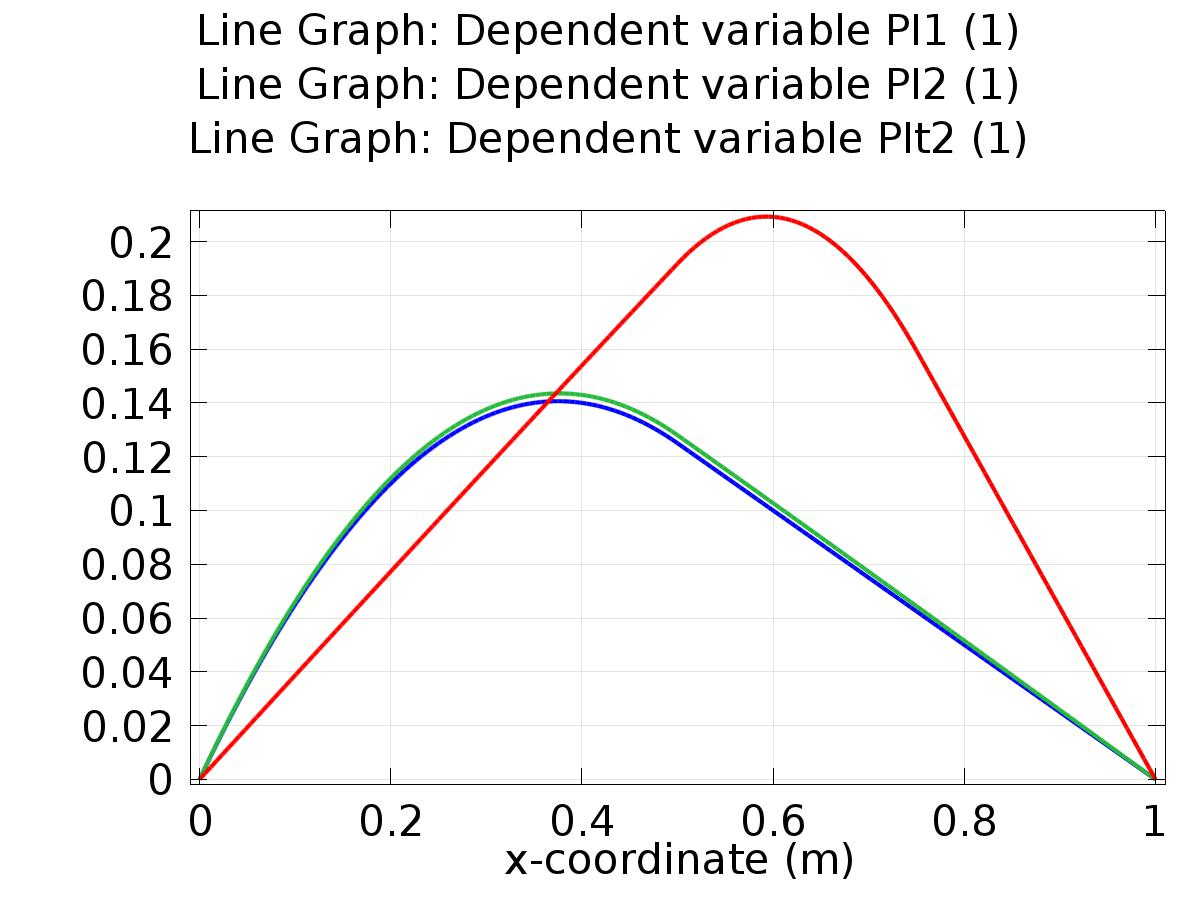 Line Graph: Dependent variable PI1 (1)
Line Graph: Dependent variable PI2 (1)
Line Graph: Dependent variable PIt2 (1)
0.2
0.18
0.16
0.14
0.12
0.1
0.08
0.06
0.04
0.02
0
0 0.2 0.4 0.6 0.8 1
x-coordinate (m)